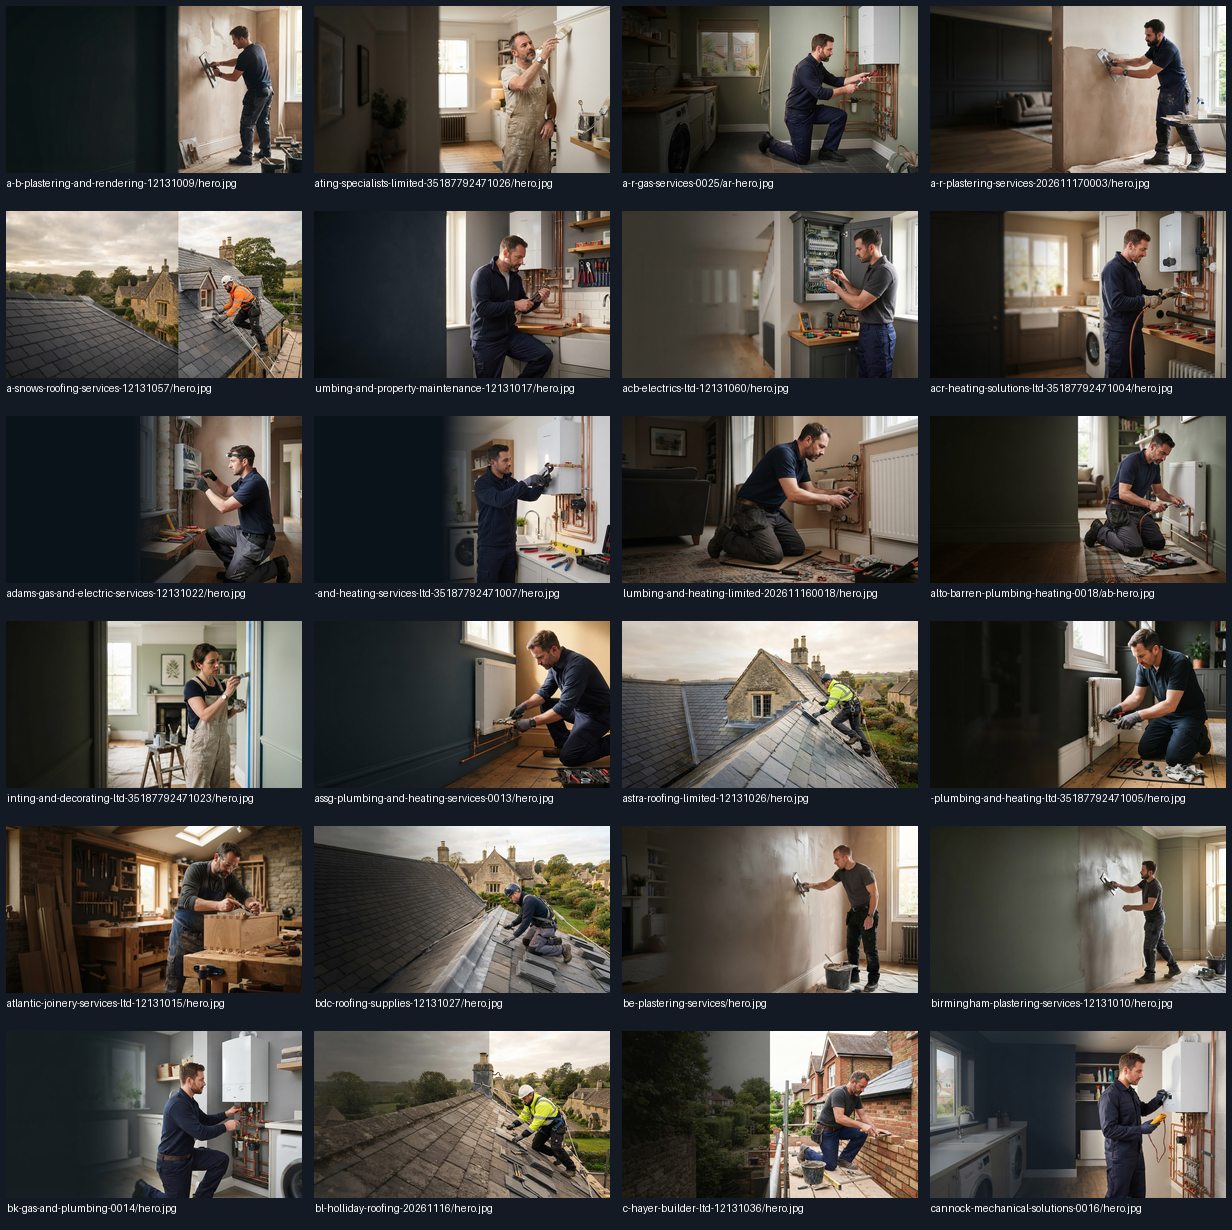 a-b-plastering-and-rendering-12131009/hero.jpg
ating-specialists-limited-35187792471026/hero.jpg
a-r-gas-services-0025/ar-hero.jpg
a-r-plastering-services-202611170003/hero.jpg
a-snows-roofing-services-12131057/hero.jpg
umbing-and-property-maintenance-12131017/hero.jpg
acb-electrics-ltd-12131060/hero.jpg
acr-heating-solutions-ltd-35187792471004/hero.jpg
adams-gas-and-electric-services-12131022/hero.jpg
-and-heating-services-ltd-35187792471007/hero.jpg
lumbing-and-heating-limited-202611160018/hero.jpg
alto-barren-plumbing-heating-0018/ab-hero.jpg
inting-and-decorating-ltd-35187792471023/hero.jpg
assg-plumbing-and-heating-services-0013/hero.jpg
astra-roofing-limited-12131026/hero.jpg
-plumbing-and-heating-ltd-35187792471005/hero.jpg
atlantic-joinery-services-ltd-12131015/hero.jpg
bdc-roofing-supplies-12131027/hero.jpg
be-plastering-services/hero.jpg
birmingham-plastering-services-12131010/hero.jpg
bk-gas-and-plumbing-0014/hero.jpg
bl-holliday-roofing-20261116/hero.jpg
c-hayer-builder-ltd-12131036/hero.jpg
cannock-mechanical-solutions-0016/hero.jpg